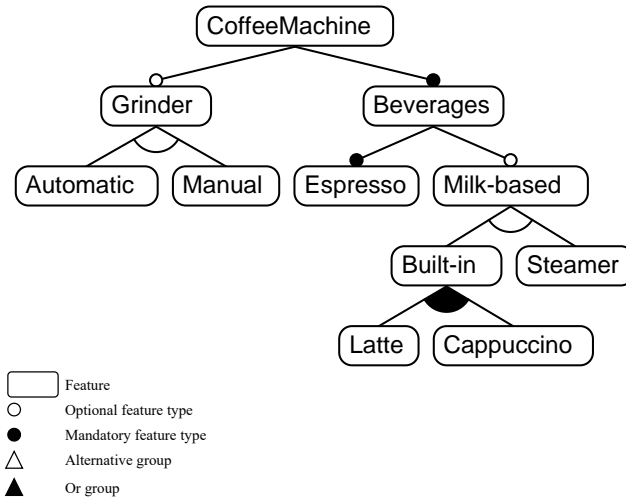 CoffeeMachine
Grinder Beverages
Automatic Manual Espresso Milk-based
Built-in Steamer
Latte Cappuccino
Feature
Optional feature type
Mandatory feature type
Alternative group
Or group